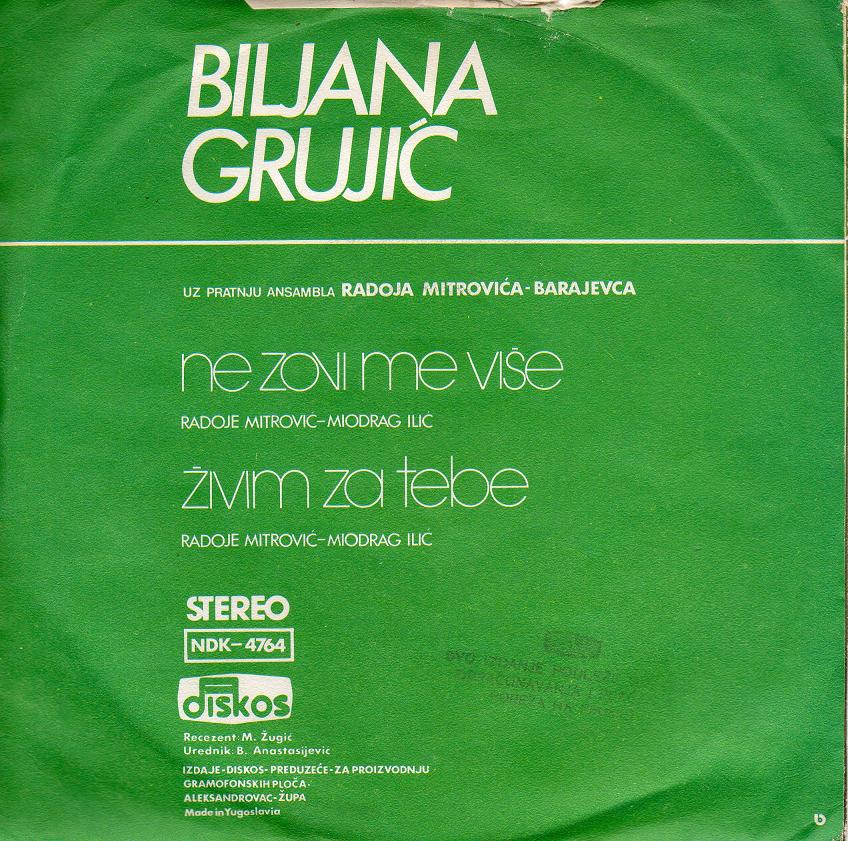 BILJANA
GRUJIĆ
UZ PRATNJU ANSAMBLA RADOJA MITROVIĆA-BARAJEVCA
ne zovi me više
RADOJE MITROVIĆ-MIODRAG ILIĆ
živim za tebe
RADOJE MITROVIĆ-MIODRAG ILIĆ
STEREO
NDK-4764
diskos
Recezent: M. Žugić
Urednik: B. Anastasijević
IZDAJE-DISKOS-PREDUZEĆE-ZA PROIZVODNJU
GRAMOFONSKIH PLOČA-
ALEKSANDROVAC-ŽUPA
Made in Yugoslavia
OVO IZDANJE
b